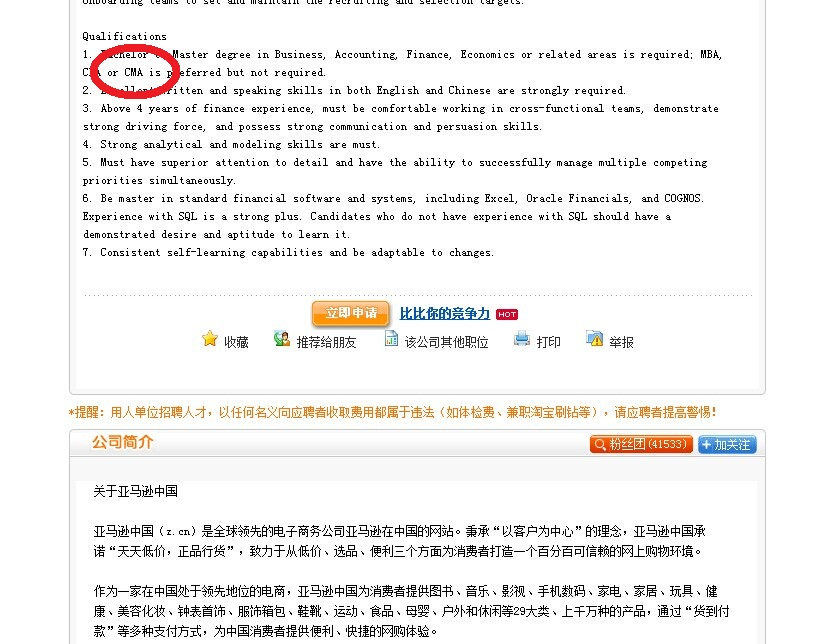 onboarding teams to set and maintain the recruiting and selection targets.
Qualifications
1. Bachelor or Master degree in Business, Accounting, Finance, Economics or related areas is required; MBA,
or CMA is preferred but not required.
2. Excellent written and speaking skills in both English and Chinese are strongly required.
3. Above 4 years of finance experience, must be comfortable working in cross-functional teams, demonstrate
strong driving force, and possess strong communication and persuasion skills.
4. Strong analytical and modeling skills are must.
5. Must have superior attention to detail and have the ability to successfully manage multiple competing
priorities simultaneously.
6. Be master in standard financial software and systems, including Excel, Oracle Financials, and COGNOS.
Experience with SQL is a strong plus. Candidates who do not have experience with SQL should have a
demonstrated desire and aptitude to learn it.
7. Consistent self-learning capabilities and be adaptable to changes.
立即申请 比比你的竞争力 HOT
收藏 推荐给朋友 该公司其他职位 打印 举报
*提醒：用人单位招聘人才，以任何名义向应聘者收取费用都属于违法（如体检费、兼职淘宝刷钻等），请应聘者提高警惕！
公司简介 粉丝团(41533) +加关注
关于亚马逊中国
亚马逊中国（z.cn）是全球领先的电子商务公司亚马逊在中国的网站。秉承“以客户为中心”的理念，亚马逊中国承
诺“天天低价，正品行货”，致力于从低价、选品、便利三个方面为消费者打造一个百分百可信赖的网上购物环境。
作为一家在中国处于领先地位的电商，亚马逊中国为消费者提供图书、音乐、影视、手机数码、家电、家居、玩具、健
康、美容化妆、钟表首饰、服饰箱包、鞋靴、运动、食品、母婴、户外和休闲等29大类、上千万种的产品，通过“货到付
款”等多种支付方式，为中国消费者提供便利、快捷的网购体验。